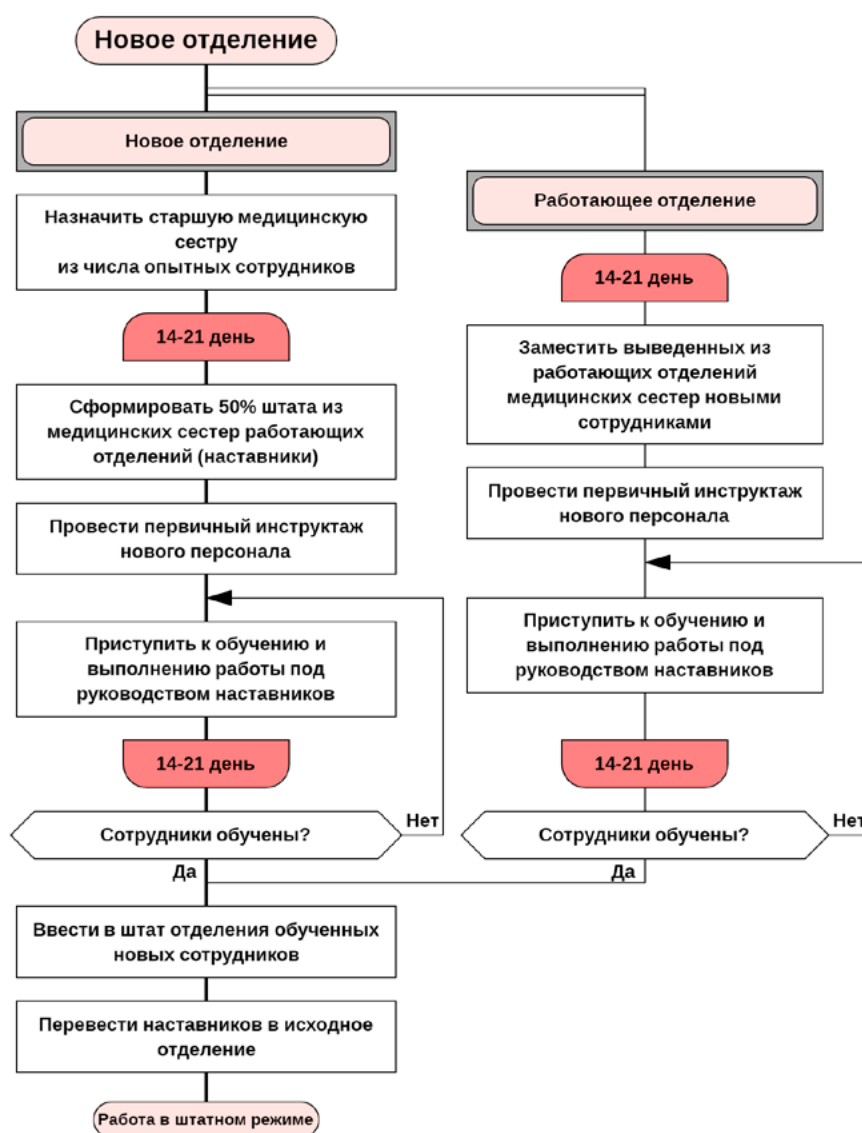 Новое отделение
Новое отделение
Назначить старшую медицинскую
сестру
из числа опытных сотрудников
14-21 день
Сформировать 50% штата из
медицинских сестер работающих
отделений (наставники)
Провести первичный инструктаж
нового персонала
Приступить к обучению и
выполнению работы под
руководством наставников
14-21 день
Сотрудники обучены?
Нет
Да
Работающее отделение
14-21 день
Заместить выведенных из
работающих отделений
медицинских сестер новыми
сотрудниками
Провести первичный инструктаж
нового персонала
Приступить к обучению и
выполнению работы под
руководством наставников
14-21 день
Сотрудники обучены?
Нет
Да
Ввести в штат отделения обученных
новых сотрудников
Перевести наставников в исходное
отделение
Работа в штатном режиме